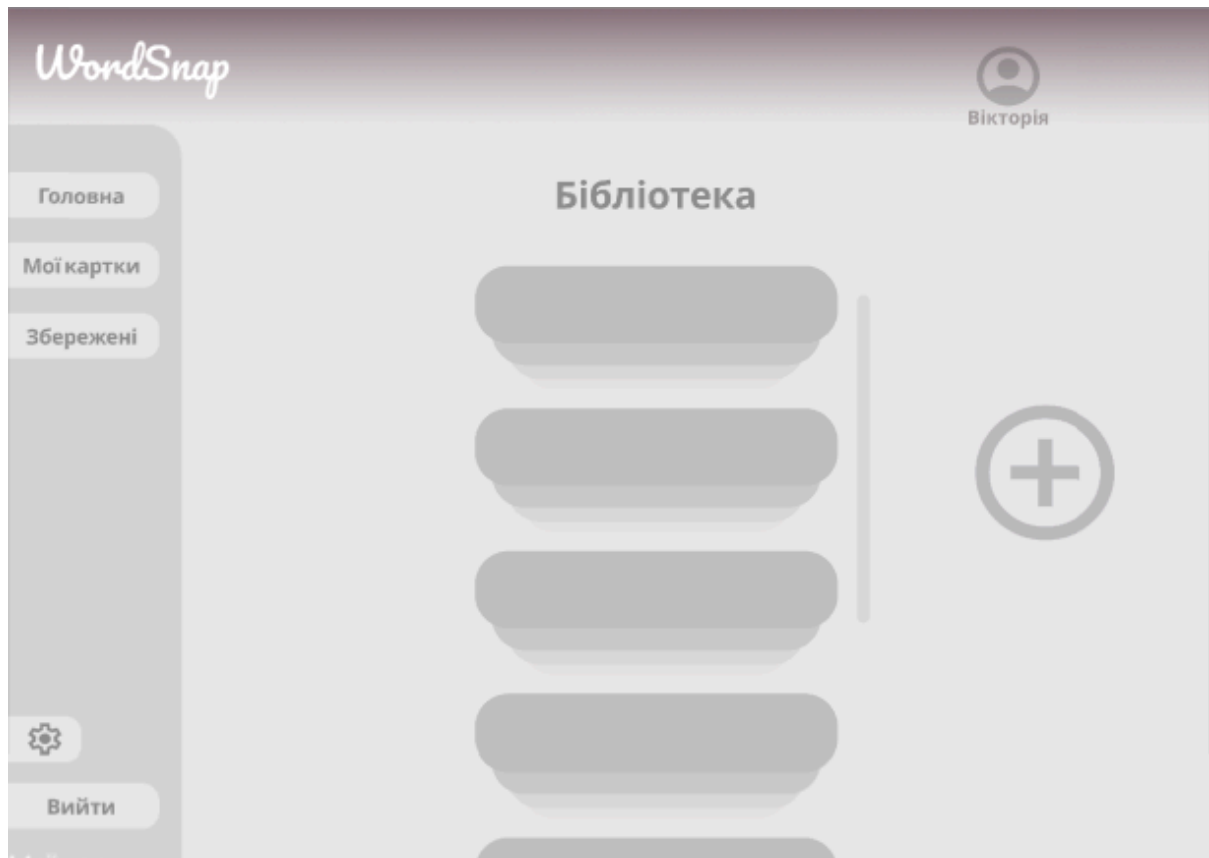 WordSnap
Вікторія
Бібліотека
Головна
Мої картки
Збережені
Вийти